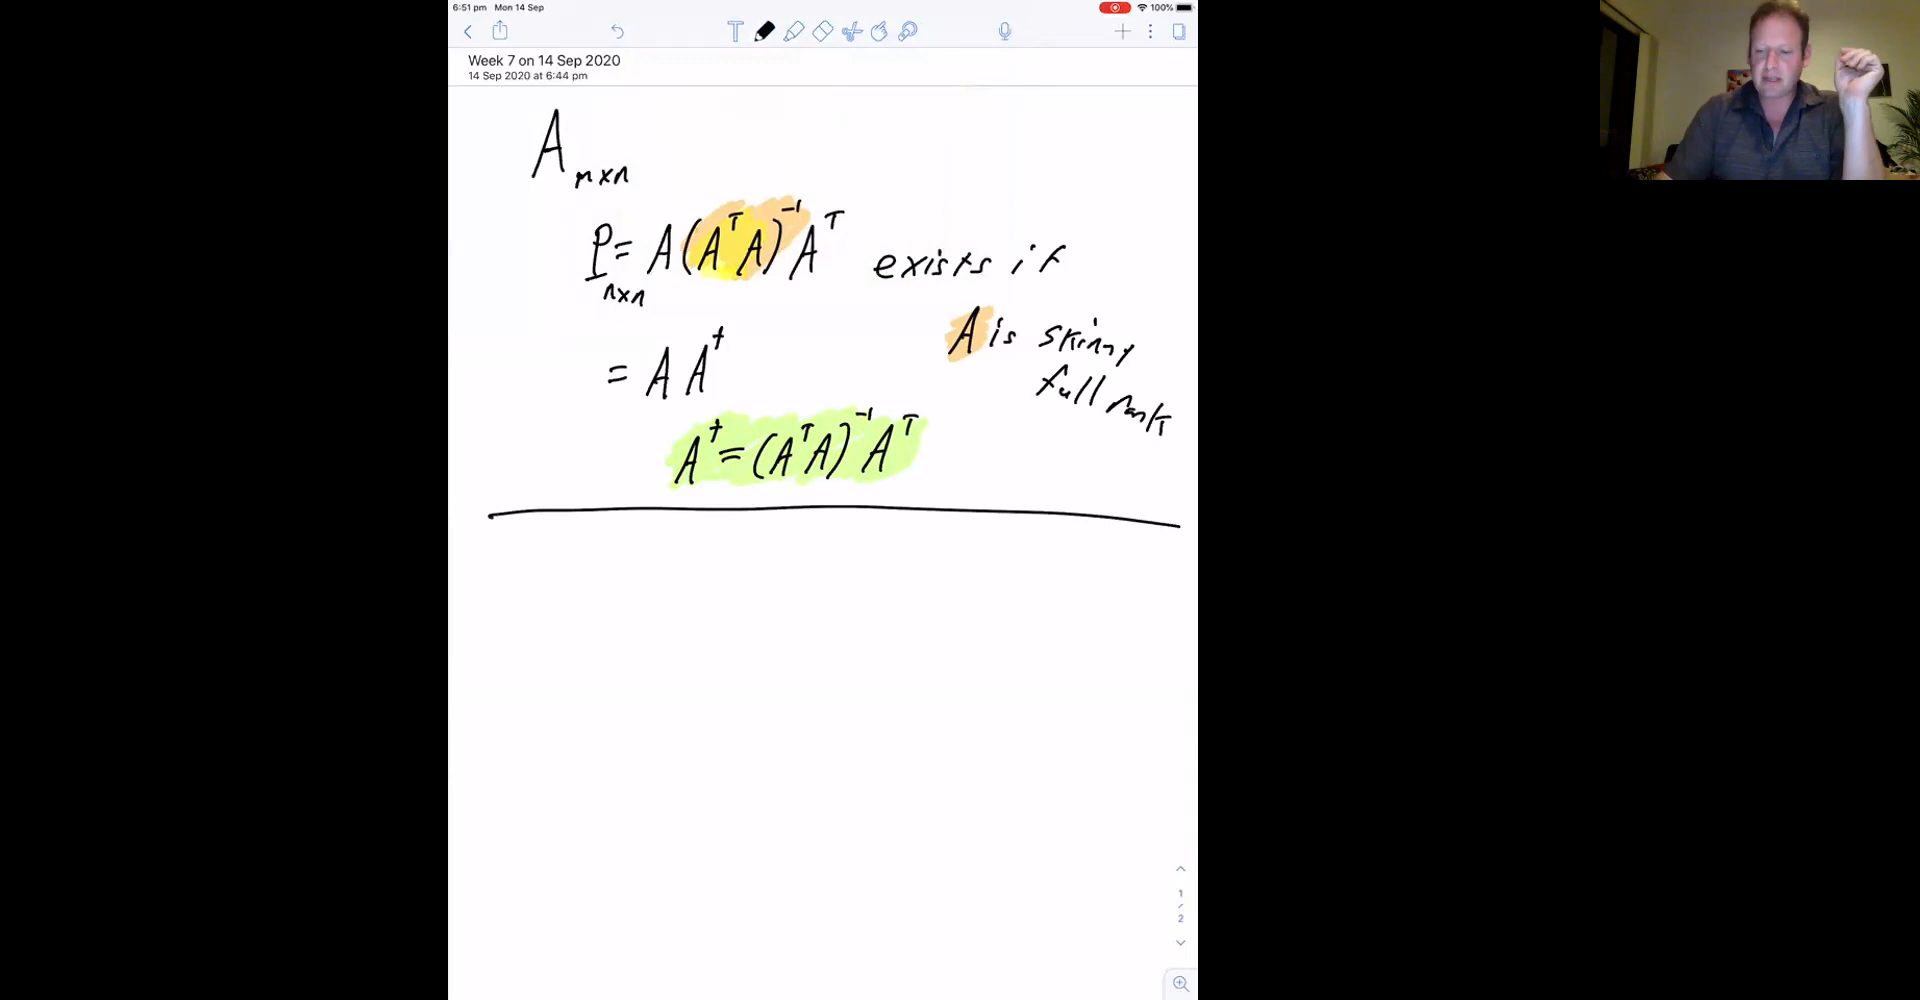 6:51 pm Mon 14 Sep 100%
T
Week 7 on 14 Sep 2020
14 Sep 2020 at 6:44 pm
A n×n
P = A(AᵀA)⁻¹Aᵀ exists if
n×n
A is skinny
full rank
= A A†
A† = (AᵀA)⁻¹Aᵀ
1
/
2